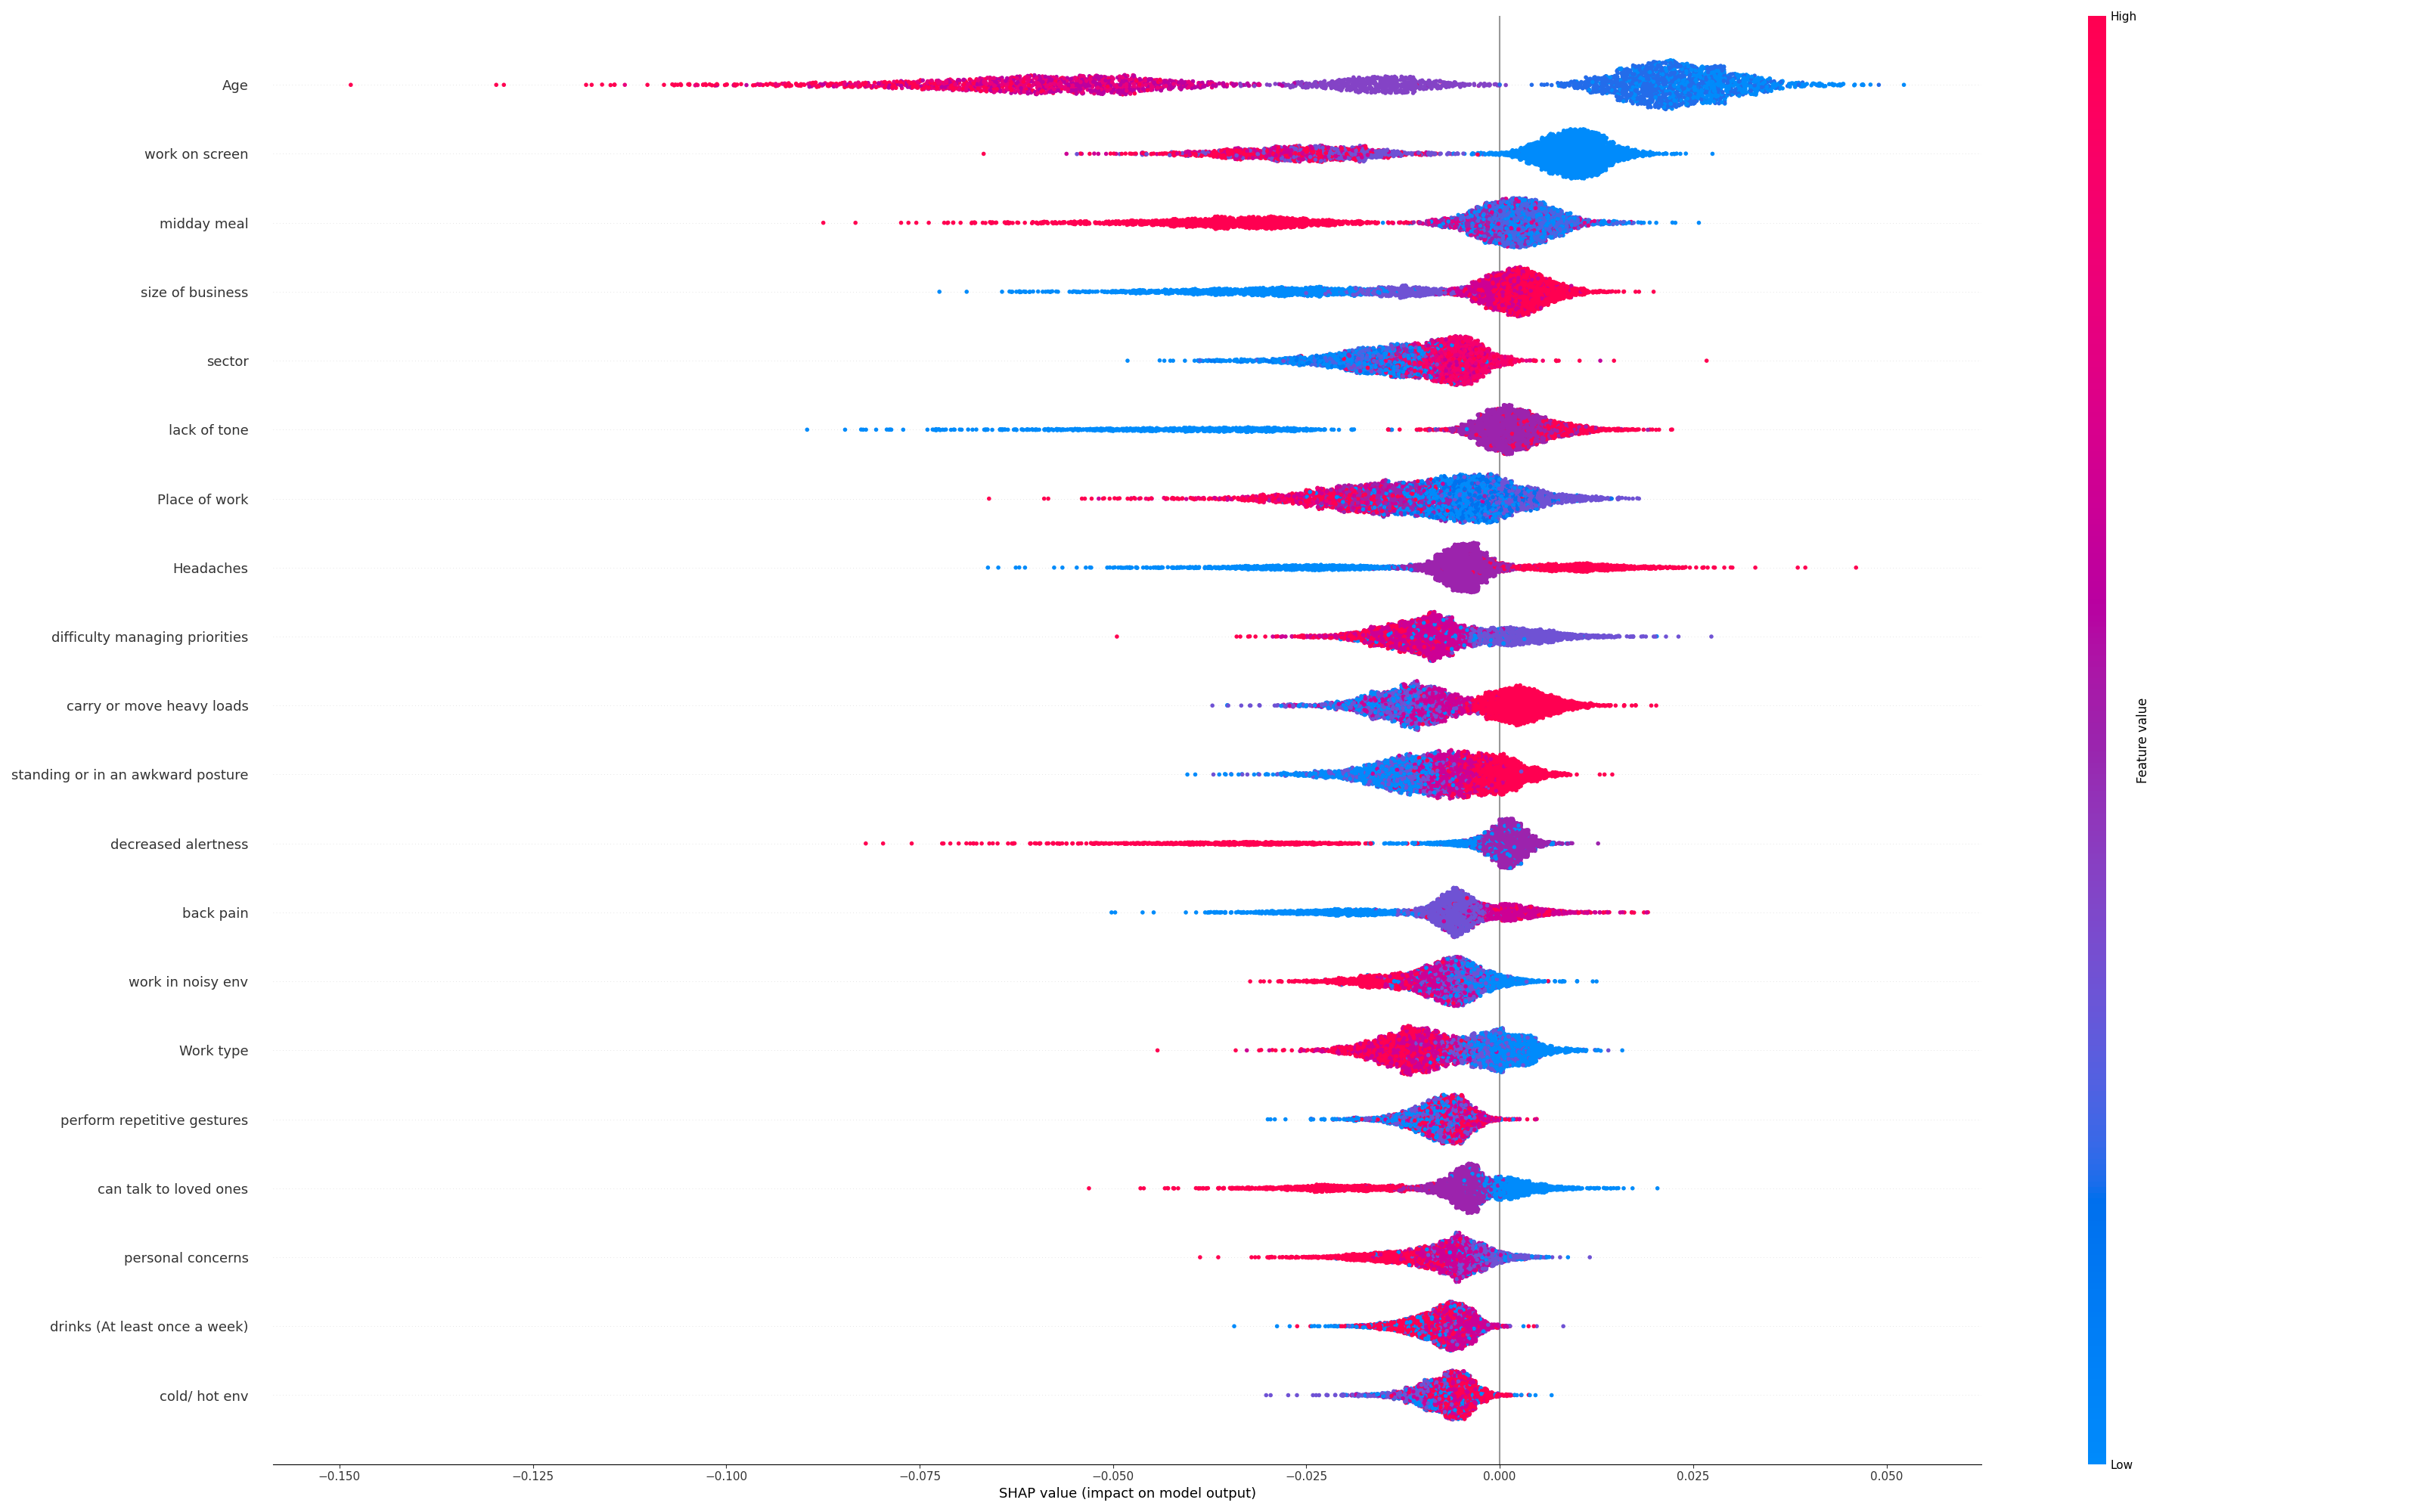 High
Age
work on screen
midday meal
size of business
sector
lack of tone
Place of work
Headaches
difficulty managing priorities
carry or move heavy loads
standing or in an awkward posture
decreased alertness
back pain
work in noisy env
Work type
perform repetitive gestures
can talk to loved ones
personal concerns
drinks (At least once a week)
cold/ hot env
Feature value
Low
−0.150 −0.125 −0.100 −0.075 −0.050 −0.025 0.000 0.025 0.050
SHAP value (impact on model output)